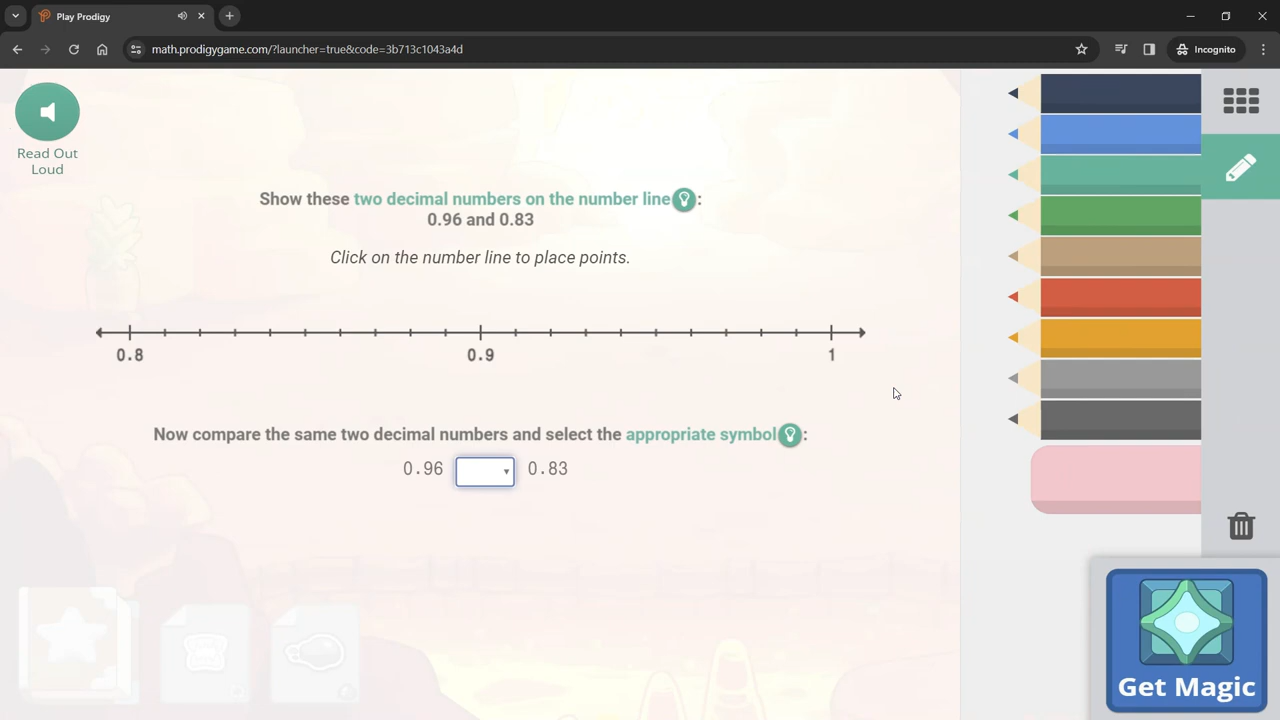 Play Prodigy
math.prodigygame.com/?launcher=true&code=3b713c1043a4d
Incognito
Read Out
Loud
Show these two decimal numbers on the number line:
0.96 and 0.83
Click on the number line to place points.
0.8 0.9 1
Now compare the same two decimal numbers and select the appropriate symbol:
0.96 0.83
Get Magic